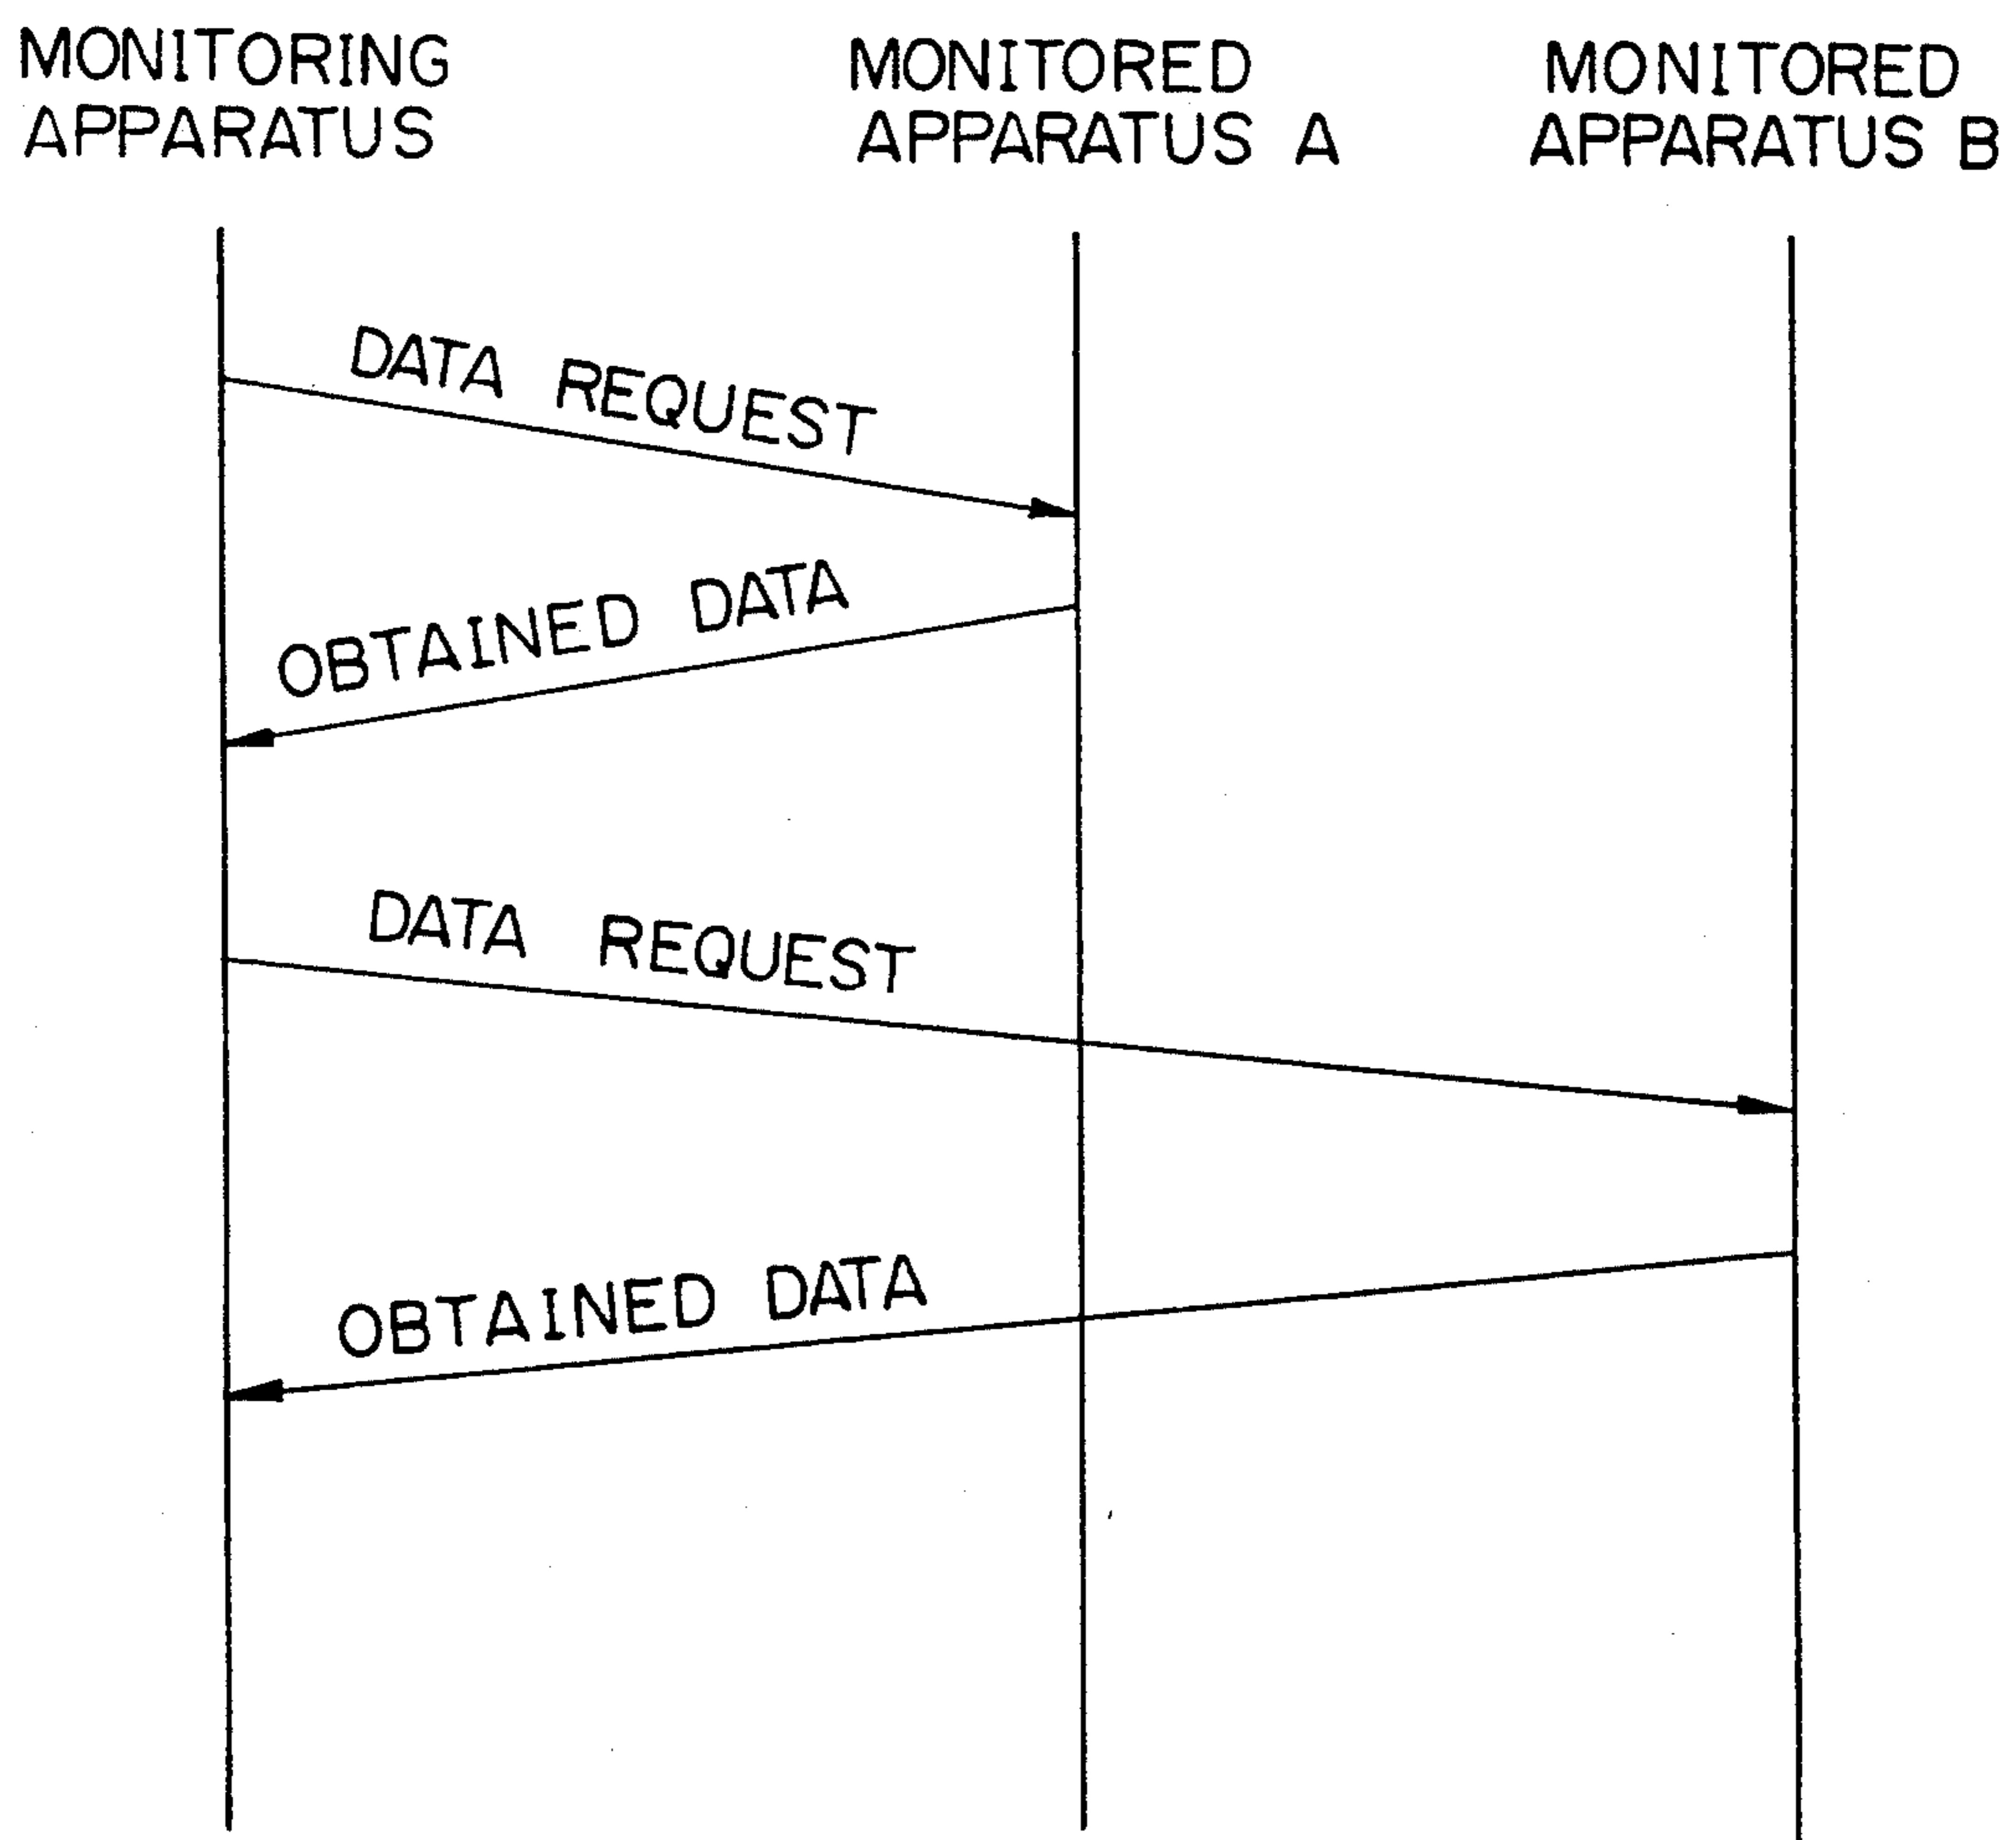 MONITORING
APPARATUS
MONITORED
APPARATUS A
MONITORED
APPARATUS B
DATA REQUEST
OBTAINED DATA
DATA REQUEST
OBTAINED DATA